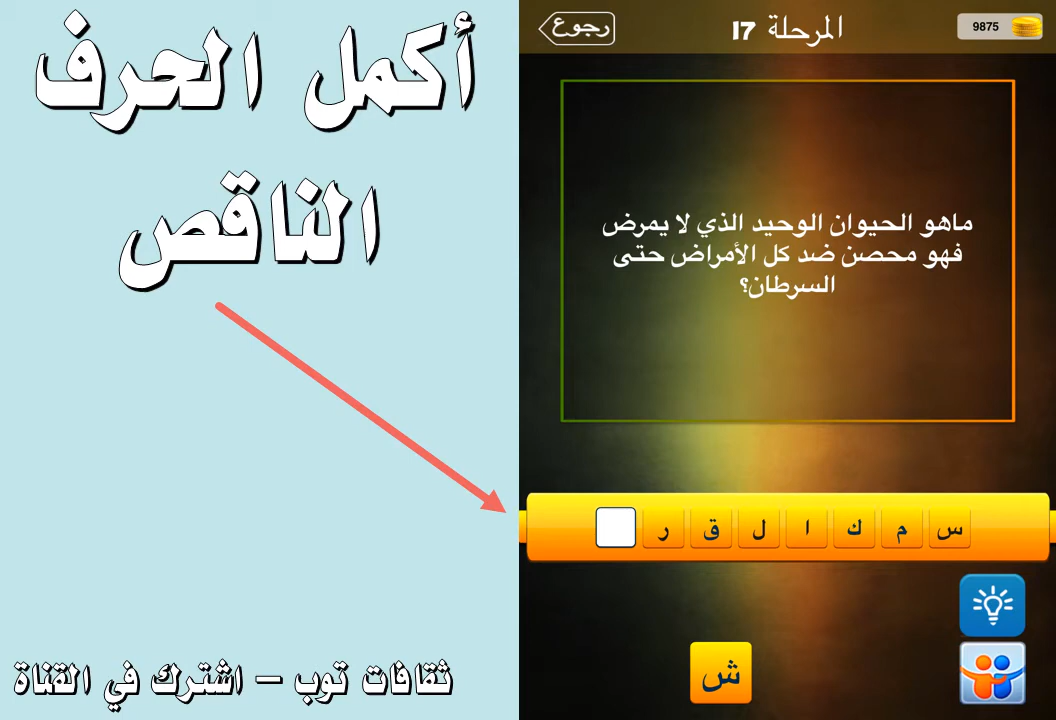 أكمل الحرف
الناقص
ثقافات توب – اشترك في القناة
رجوع
المرحلة 17
9875
ماهو الحيوان الوحيد الذي لا يمرض
فهو محصن ضد كل الأمراض حتى
السرطان؟
س م ك ا ل ق ر
ش